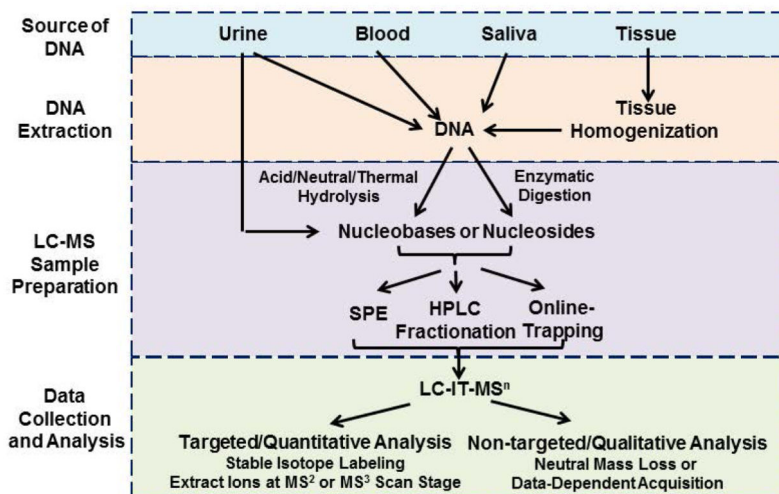 Source of
DNA
Urine
Blood
Saliva
Tissue
DNA
Extraction
DNA
Tissue
Homogenization
LC-MS
Sample
Preparation
Acid/Neutral/Thermal
Hydrolysis
Enzymatic
Digestion
Nucleobases or Nucleosides
SPE
HPLC
Fractionation
Online-
Trapping
Data
Collection
and Analysis
LC-IT-MSⁿ
Targeted/Quantitative Analysis
Stable Isotope Labeling
Extract Ions at MS² or MS³ Scan Stage
Non-targeted/Qualitative Analysis
Neutral Mass Loss or
Data-Dependent Acquisition